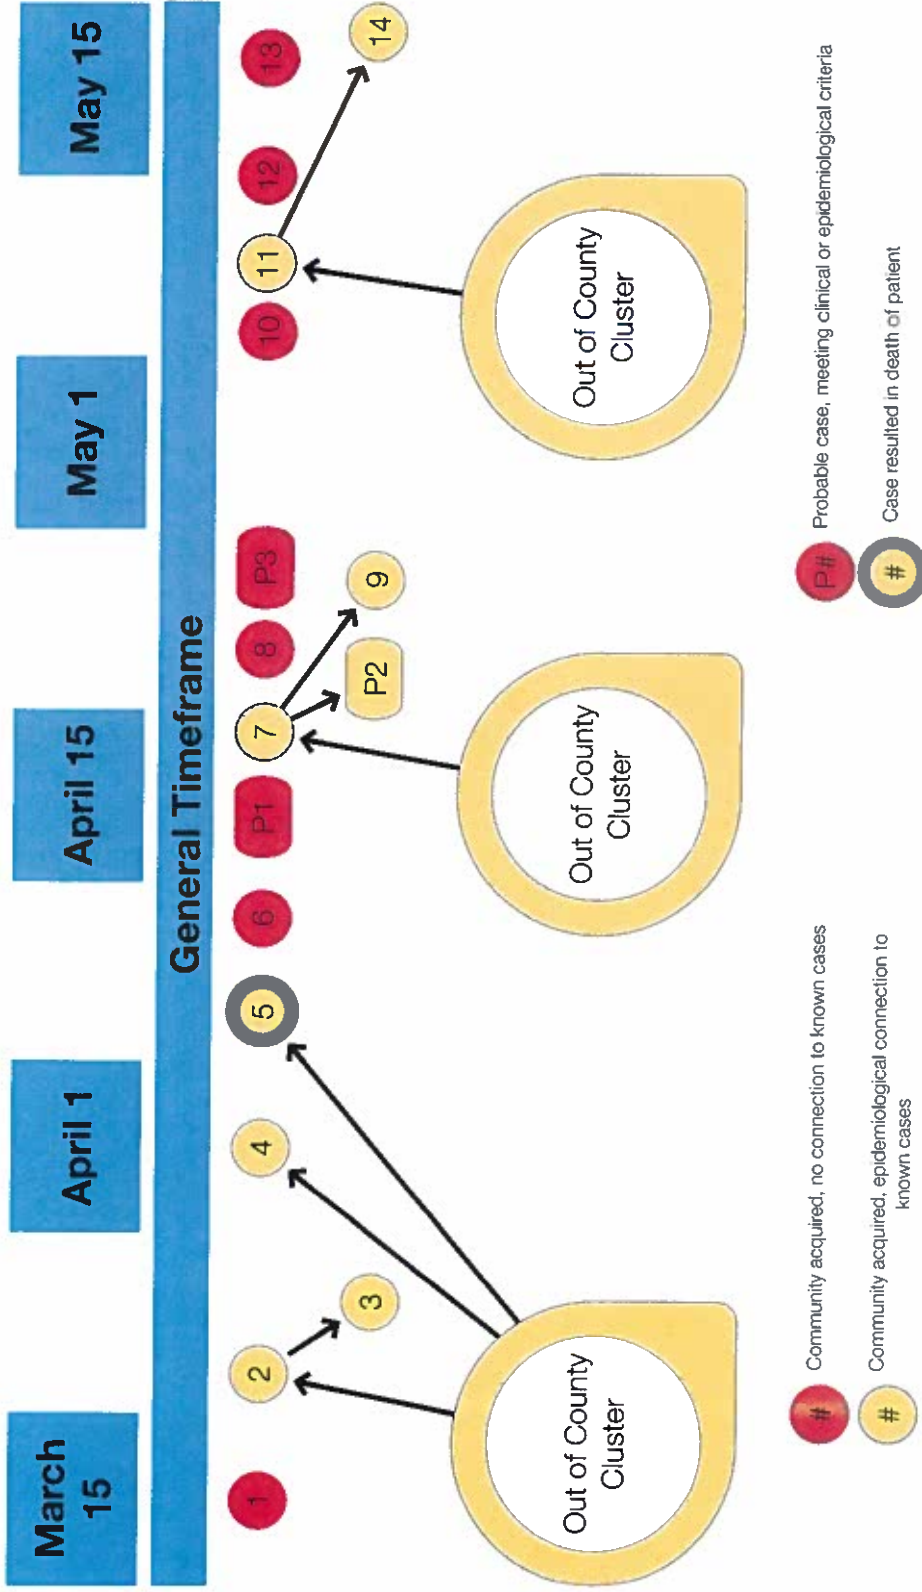 March
15
April 1
April 15
May 1
May 15
General Timeframe
1
2
3
4
5
6
P1
7
P2
8
9
P3
10
11
12
13
14
Out of County
Cluster
Out of County
Cluster
Out of County
Cluster
# Community acquired, no connection to known cases
# Community acquired, epidemiological connection to
known cases
P# Probable case, meeting clinical or epidemiological criteria
# Case resulted in death of patient